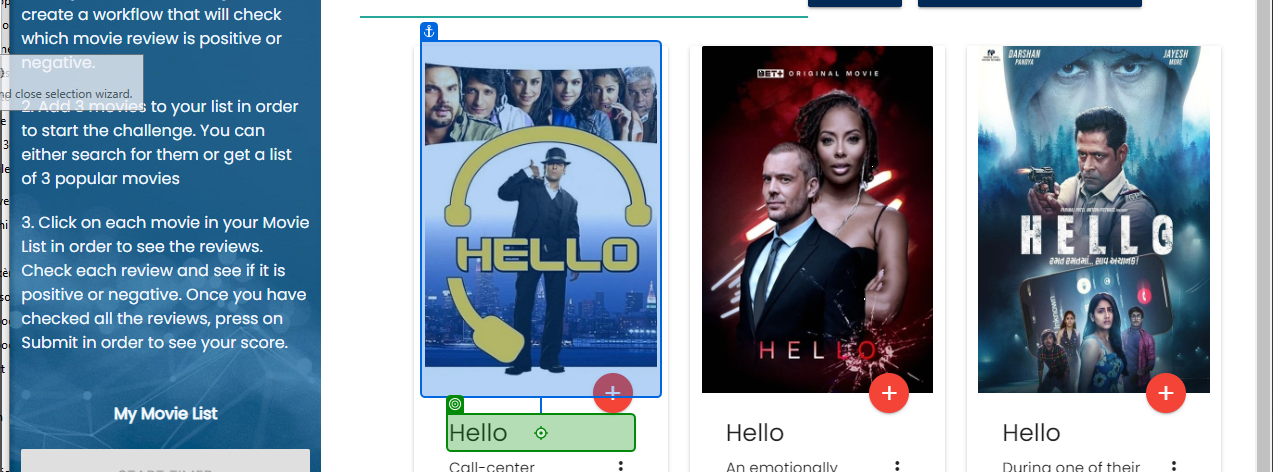 create a workflow that will check
which movie review is positive or
negative.
nd close selection wizard.
2. Add 3 movies to your list in order
to start the challenge. You can
either search for them or get a list
of 3 popular movies
3. Click on each movie in your Movie
List in order to see the reviews.
Check each review and see if it is
positive or negative. Once you have
checked all the reviews, press on
Submit in order to see your score.
My Movie List
START TIMER
HELLO
Hello
Call-center
BET+ ORIGINAL MOVIE
HELLO
Hello
An emotionally
DARSHAN
PANDYA
JAYESH
MORE
HELLO
રમત રમતમાં...
Hello
During one of their